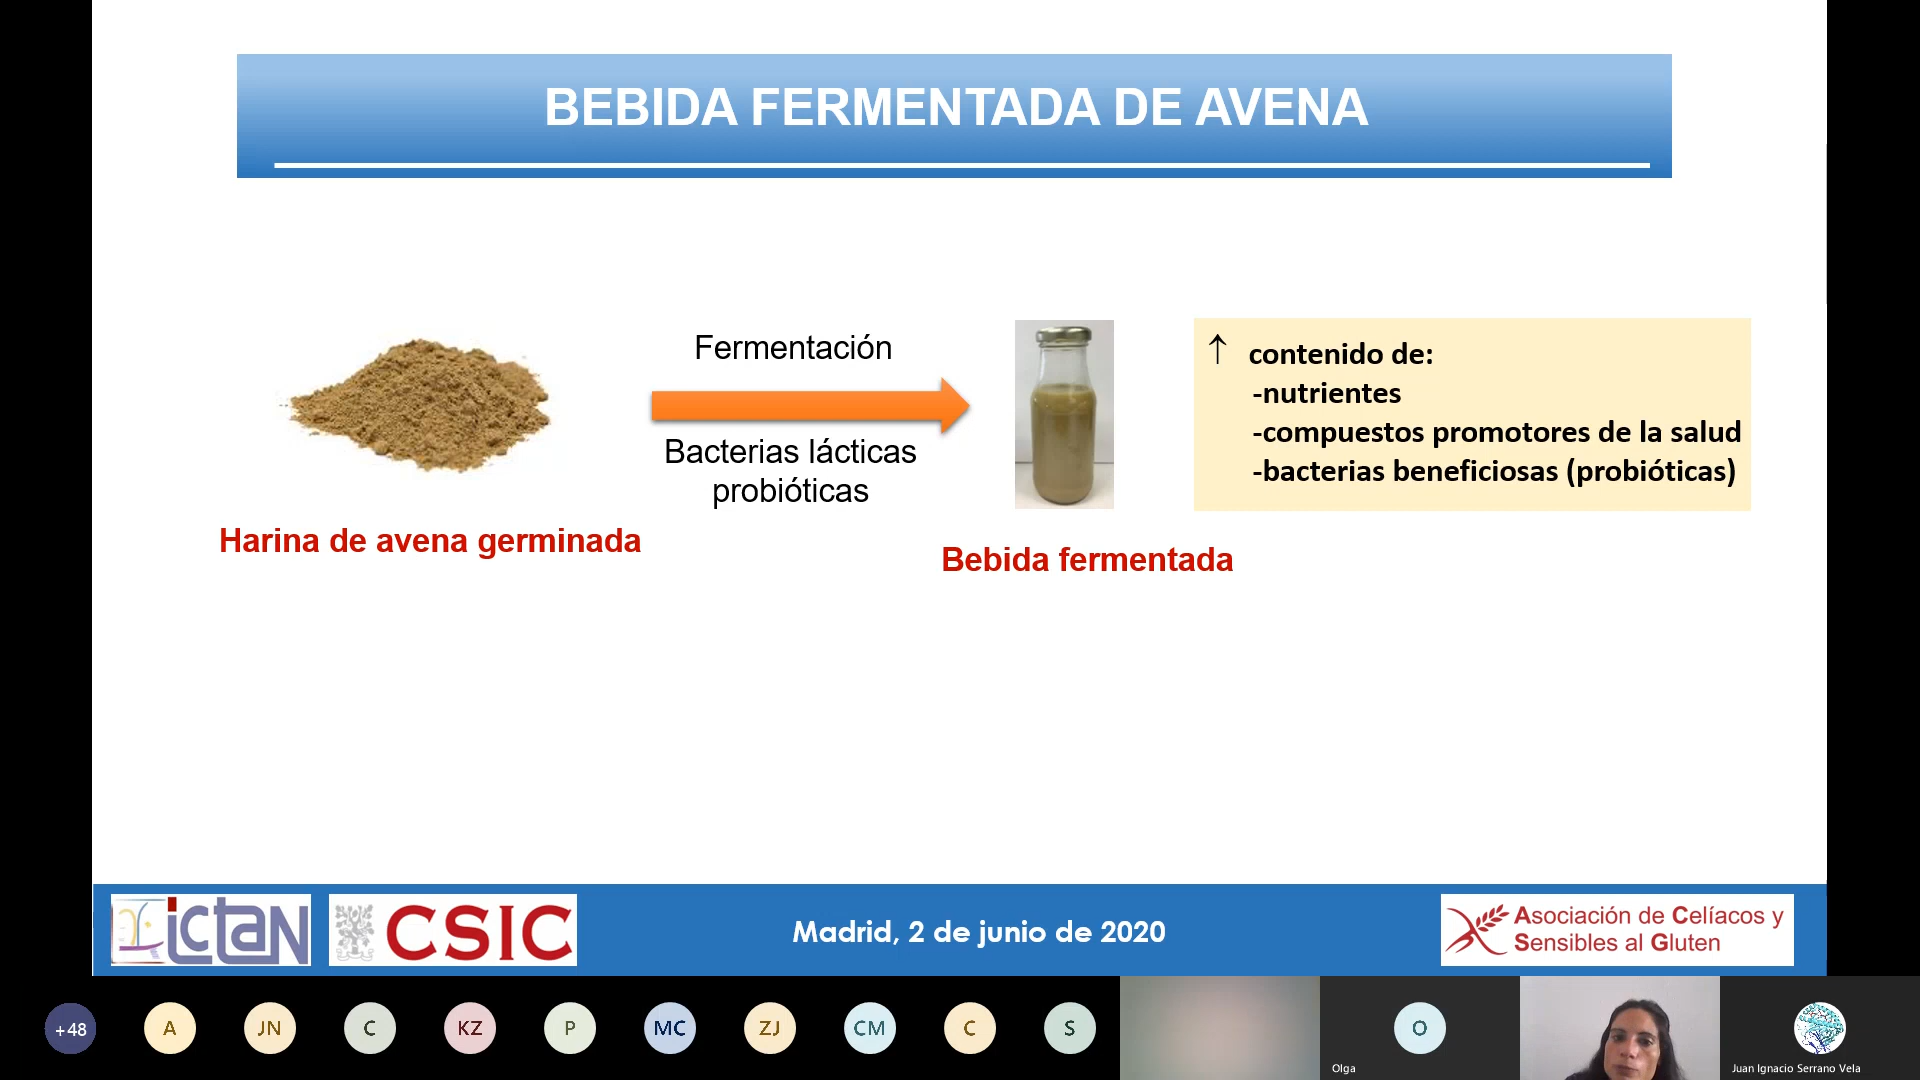 BEBIDA FERMENTADA DE AVENA
Fermentación
Bacterias lácticas
probióticas
Harina de avena germinada
Bebida fermentada
↑ contenido de:
-nutrientes
-compuestos promotores de la salud
-bacterias beneficiosas (probióticas)
ictan
CSIC
Madrid, 2 de junio de 2020
Asociación de Celíacos y
Sensibles al Gluten
+48
A
JN
C
KZ
P
MC
ZJ
CM
C
S
O
Olga
Juan Ignacio Serrano Vela